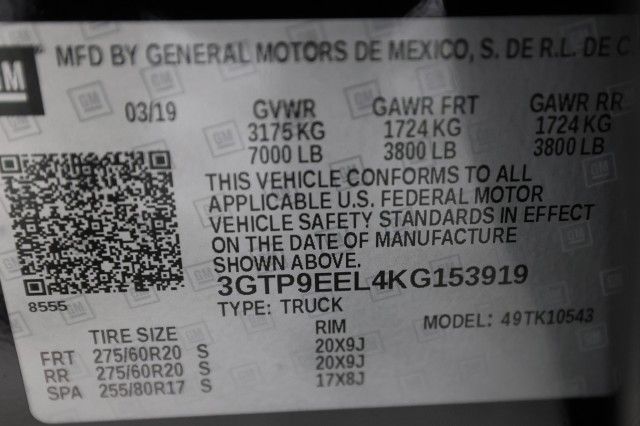 MFD BY GENERAL MOTORS DE MEXICO, S. DE R.L. DE C
GM
03/19 GVWR GAWR FRT GAWR RR
3175 KG 1724 KG 1724 KG
7000 LB 3800 LB 3800 LB
THIS VEHICLE CONFORMS TO ALL
APPLICABLE U.S. FEDERAL MOTOR
VEHICLE SAFETY STANDARDS IN EFFECT
ON THE DATE OF MANUFACTURE
SHOWN ABOVE.
3GTP9EEL4KG153919
8555
TYPE: TRUCK MODEL: 49TK10543
TIRE SIZE RIM
FRT 275/60R20 S 20X9J
RR 275/60R20 S 20X9J
SPA 255/80R17 S 17X8J